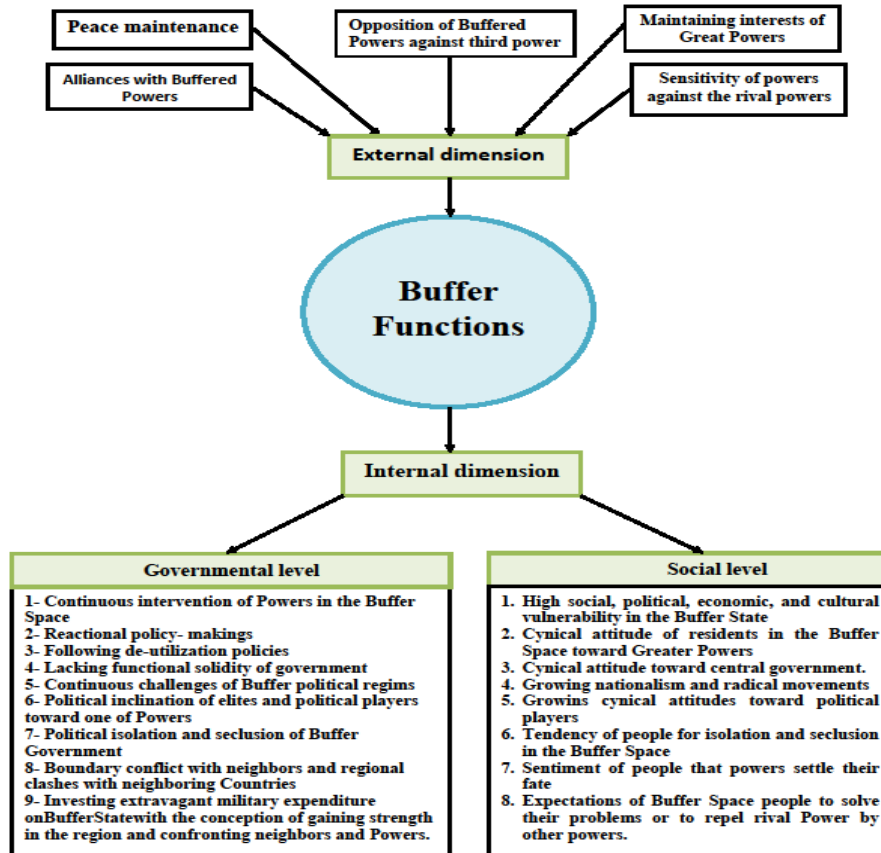 Peace maintenance
Opposition of Buffered
Powers against third power
Maintaining interests of
Great Powers
Alliances with Buffered
Powers
Sensitivity of powers
against the rival powers
External dimension
Buffer
Functions
Internal dimension
Governmental level
1- Continuous intervention of Powers in the Buffer
Space
2- Reactional policy- makings
3- Following de-utilization policies
4- Lacking functional solidity of government
5- Continuous challenges of Buffer political regims
6- Political inclination of elites and political players
toward one of Powers
7- Political isolation and seclusion of Buffer
Government
8- Boundary conflict with neighbors and regional
clashes with neighboring Countries
9- Investing extravagant military expenditure
onBufferStatewith the conception of gaining strength
in the region and confronting neighbors and Powers.
Social level
1. High social, political, economic, and cultural
vulnerability in the Buffer State
2. Cynical attitude of residents in the Buffer
Space toward Greater Powers
3. Cynical attitude toward central government.
4. Growing nationalism and radical movements
5. Growins cynical attitudes toward political
players
6. Tendency of people for isolation and seclusion
in the Buffer Space
7. Sentiment of people that powers settle their
fate
8. Expectations of Buffer Space people to solve
their problems or to repel rival Power by
other powers.